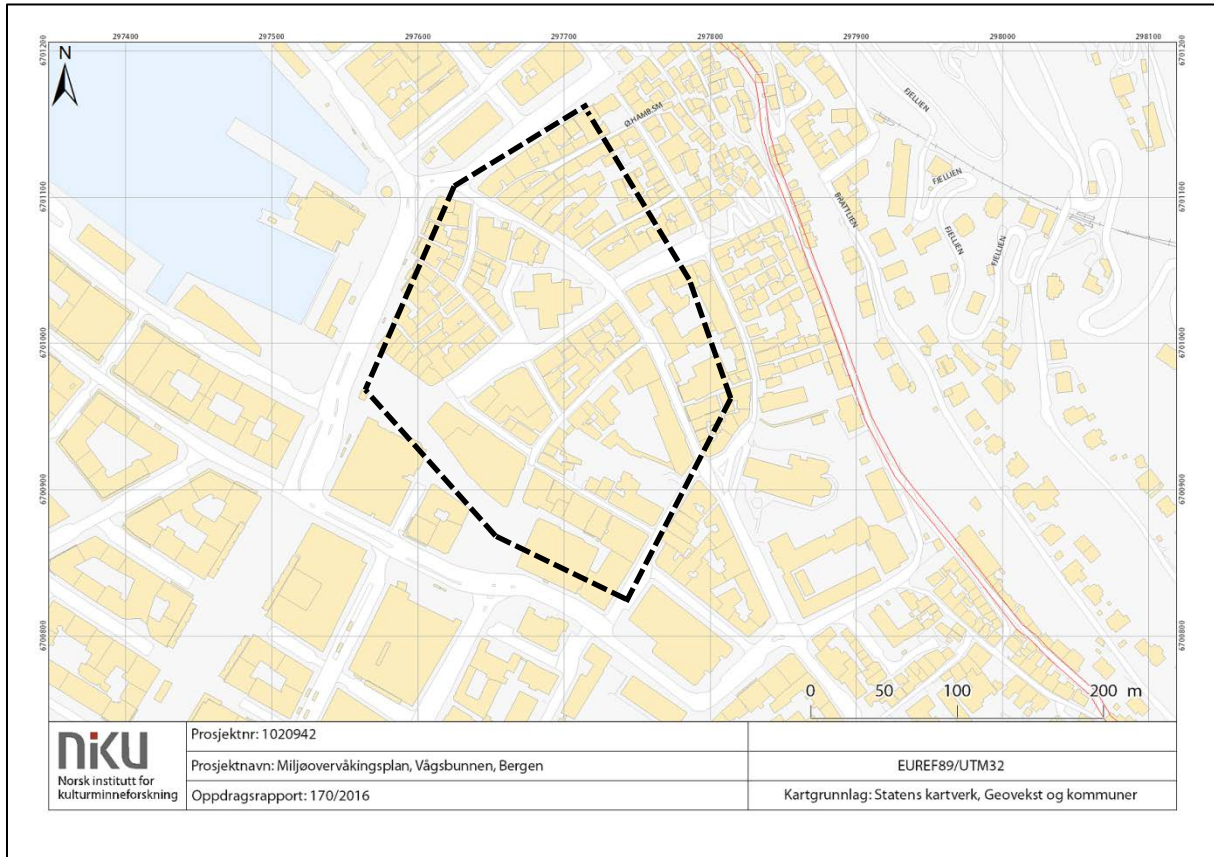 297400 297500 297600 297700 297800 297900 298000 298100
6701200
6701200
N
Ø.HAMB.SM
FJELLIEN
6701100
6701100
FJELLIEN
BRATTLIEN
FJELLIEN
FJELLIEN
6701000
6701000
6700900
6700900
6700800
6700800
0 50 100 200 m
niku
Norsk institutt for
kulturminneforskning
Prosjektnr: 1020942
Prosjektnavn: Miljøovervåkingsplan, Vågsbunnen, Bergen
EUREF89/UTM32
Oppdragsrapport: 170/2016
Kartgrunnlag: Statens kartverk, Geovekst og kommuner